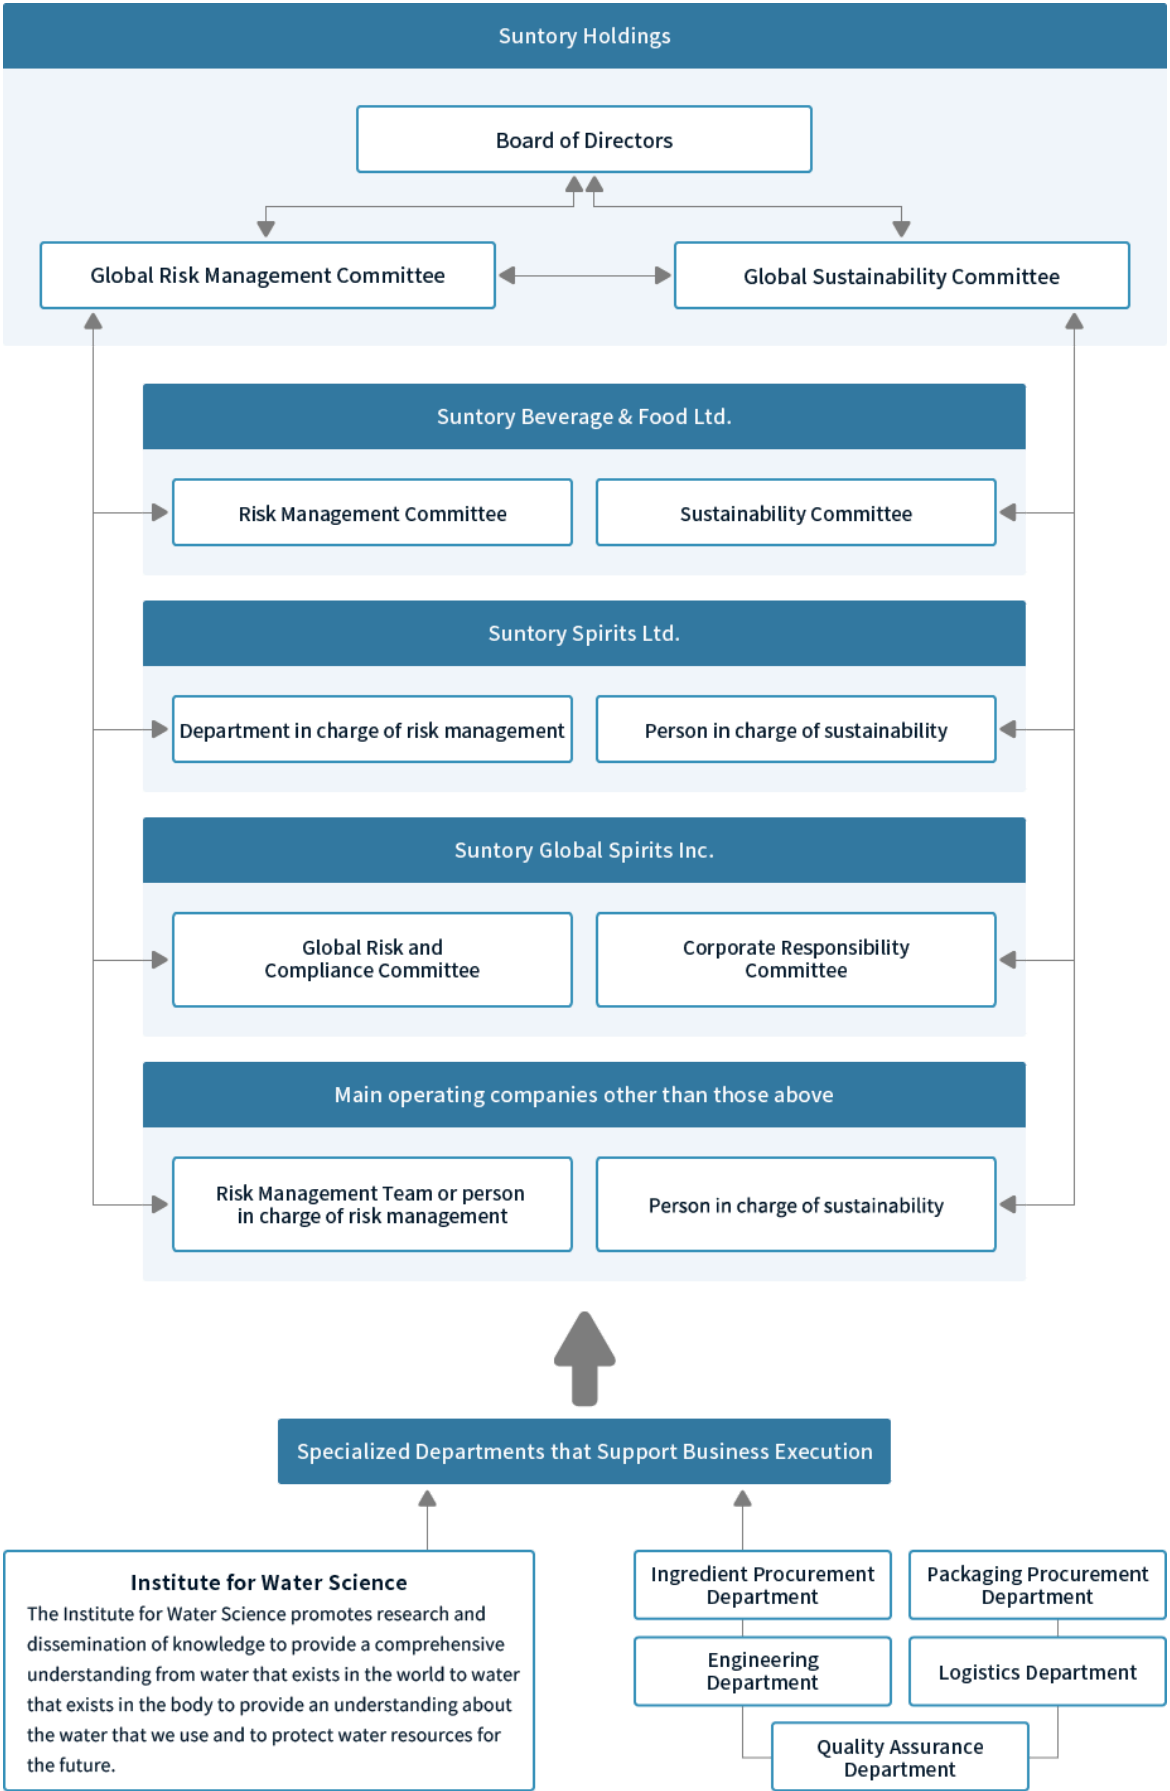 Suntory Holdings
Board of Directors
Global Risk Management Committee
Global Sustainability Committee
Suntory Beverage & Food Ltd.
Risk Management Committee
Sustainability Committee
Suntory Spirits Ltd.
Department in charge of risk management
Person in charge of sustainability
Suntory Global Spirits Inc.
Global Risk and
Compliance Committee
Corporate Responsibility
Committee
Main operating companies other than those above
Risk Management Team or person
in charge of risk management
Person in charge of sustainability
Specialized Departments that Support Business Execution
Institute for Water Science
The Institute for Water Science promotes research and
dissemination of knowledge to provide a comprehensive
understanding from water that exists in the world to water
that exists in the body to provide an understanding about
the water that we use and to protect water resources for
the future.
Ingredient Procurement
Department
Packaging Procurement
Department
Engineering
Department
Logistics Department
Quality Assurance
Department